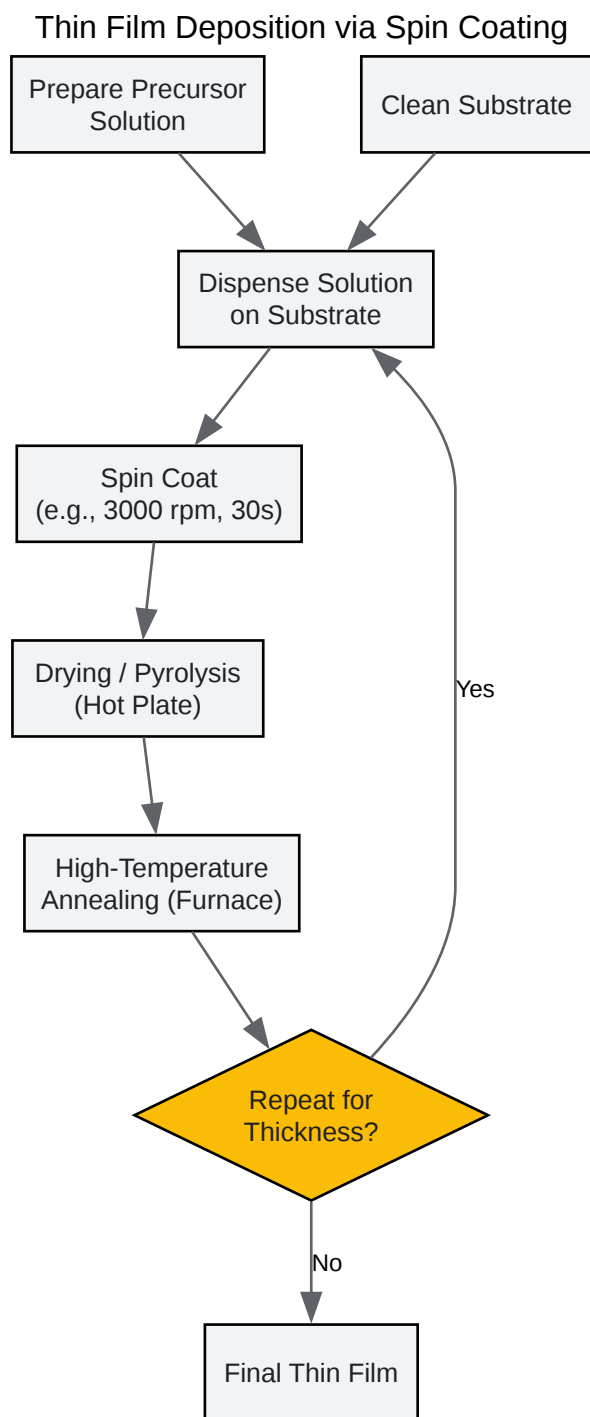 Thin Film Deposition via Spin Coating
Prepare Precursor
Solution
Clean Substrate
Dispense Solution
on Substrate
Spin Coat
(e.g., 3000 rpm, 30s)
Drying / Pyrolysis
(Hot Plate)
Yes
High-Temperature
Annealing (Furnace)
Repeat for
Thickness?
No
Final Thin Film